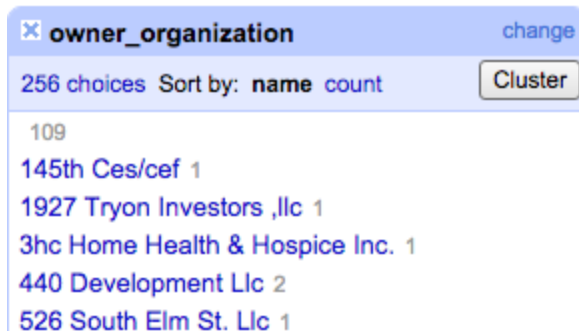 owner_organization change
256 choices Sort by: name count Cluster
109
145th Ces/cef 1
1927 Tryon Investors ,llc 1
3hc Home Health & Hospice Inc. 1
440 Development Llc 2
526 South Elm St. Llc 1